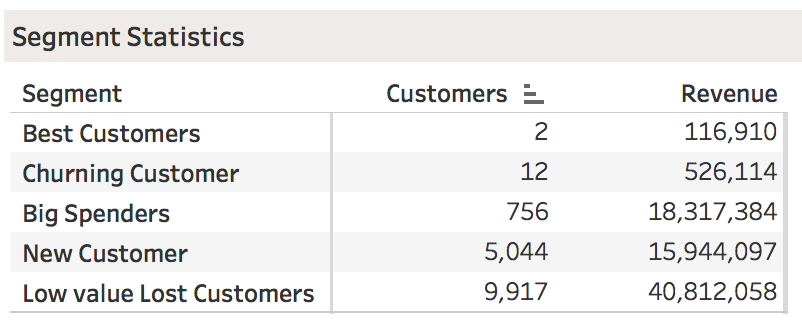 Segment Statistics
Segment Customers Revenue
Best Customers 2 116,910
Churning Customer 12 526,114
Big Spenders 756 18,317,384
New Customer 5,044 15,944,097
Low value Lost Customers 9,917 40,812,058